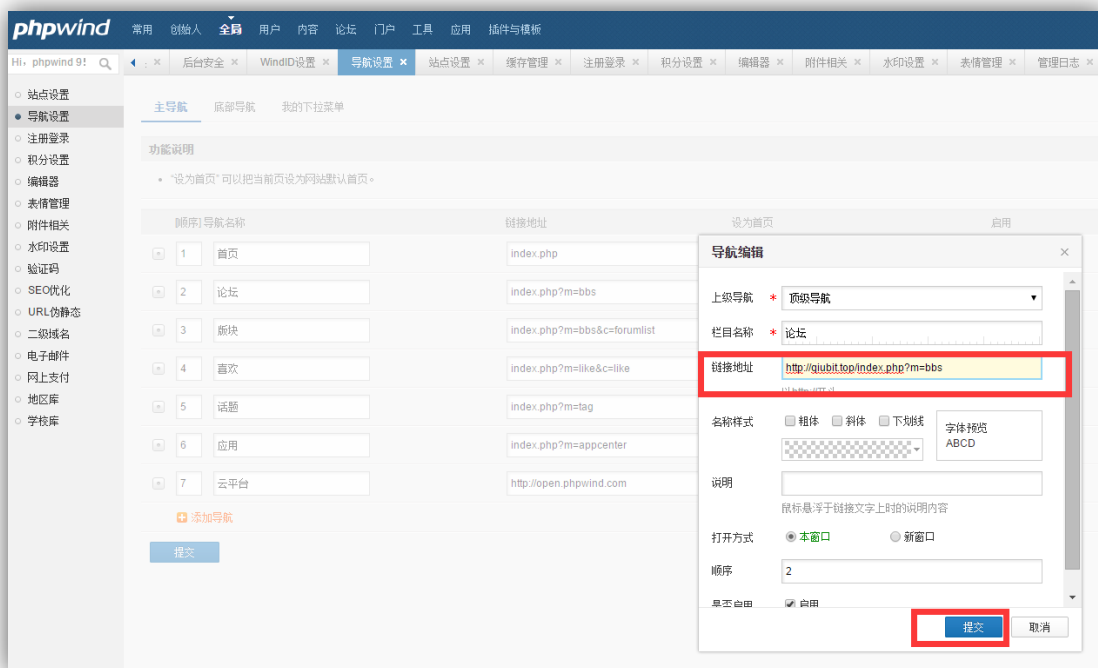 phpwind 常用 创始人 全局 用户 内容 论坛 门户 工具 应用 插件与模板
Hi, phpwind 9! 后台安全 × WindID设置 × 导航设置 × 站点设置 × 缓存管理 × 注册登录 × 积分设置 × 编辑器 × 附件相关 × 水印设置 × 表情管理 × 管理日志 ×
站点设置
导航设置
注册登录
积分设置
编辑器
表情管理
附件相关
水印设置
验证码
SEO优化
URL伪静态
二级域名
电子邮件
网上支付
地区库
学校库
主导航 底部导航 我的下拉菜单
功能说明
“设为首页” 可以把当前页设为网站默认首页。
[顺序] 导航名称 链接地址 设为首页 启用
1 首页 index.php
2 论坛 index.php?m=bbs
3 版块 index.php?m=bbs&c=forumlist
4 喜欢 index.php?m=like&c=like
5 话题 index.php?m=tag
6 应用 index.php?m=appcenter
7 云平台 http://open.phpwind.com
添加导航
提交
导航编辑 ×
上级导航 * 顶级导航
栏目名称 * 论坛
链接地址 http://qiubit.top/index.php?m=bbs
名称样式 粗体 斜体 下划线
字体预览
ABCD
说明
鼠标悬浮于链接文字上时的说明内容
打开方式 本窗口 新窗口
顺序 2
是否启用 启用
提交 取消